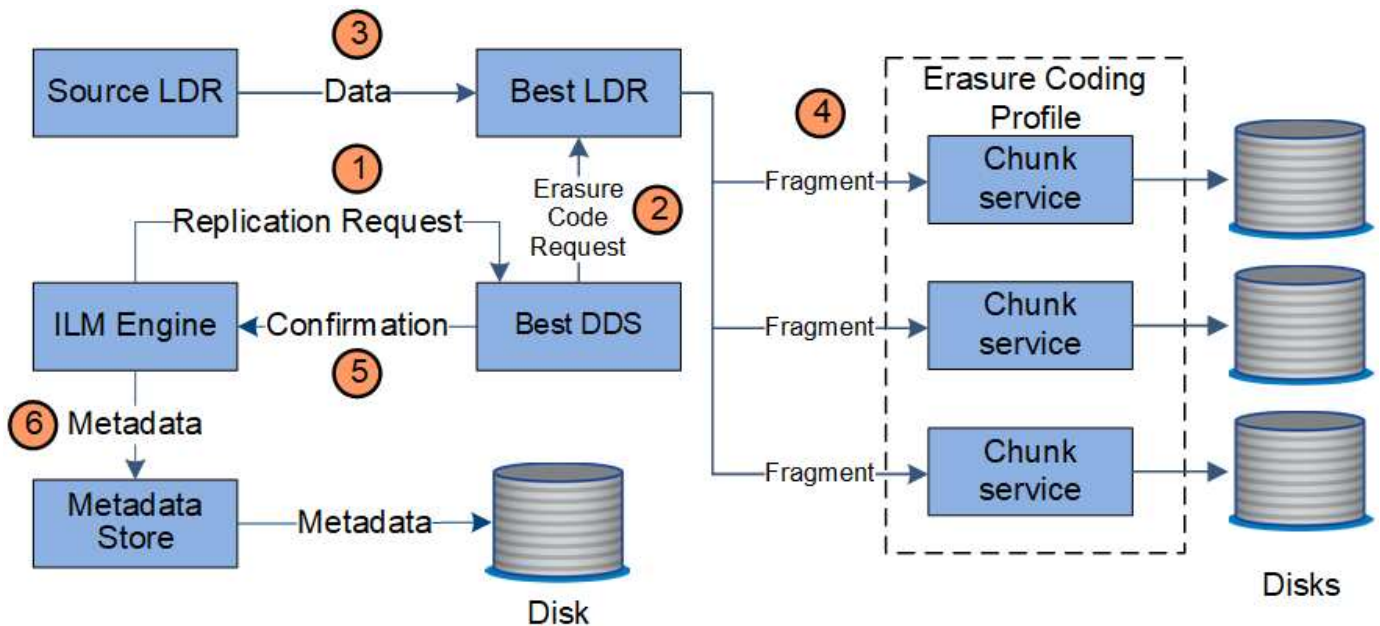 3
Source LDR
Data
Best LDR
4
Erasure Coding
Profile
Chunk
service
Fragment
1
Replication Request
Erasure
Code
Request
2
ILM Engine
Confirmation
Best DDS
5
Fragment
Chunk
service
6
Metadata
Fragment
Chunk
service
Metadata
Store
Metadata
Disk
Disks